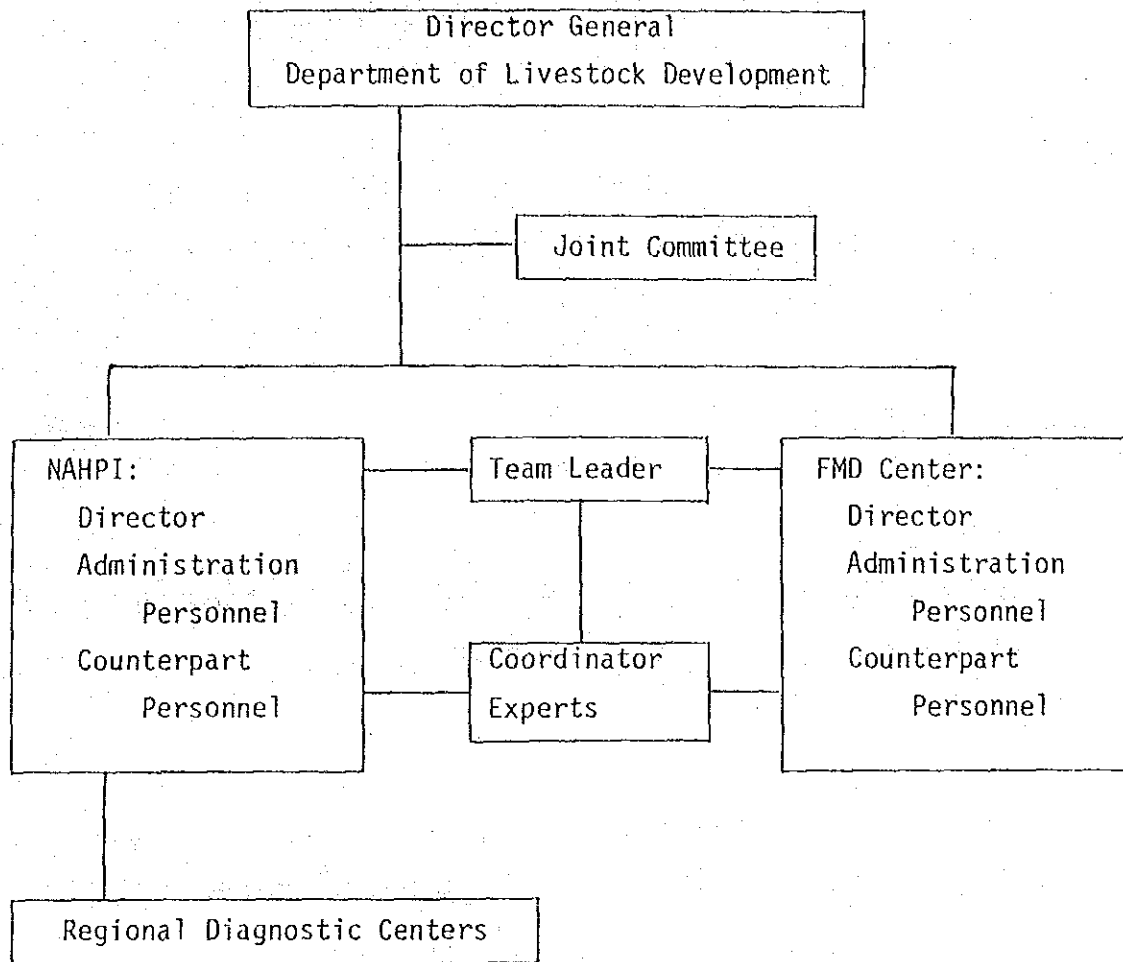 Director General
Department of Livestock Development
Joint Committee
NAHPI:
Director
Administration
Personnel
Counterpart
Personnel
Team Leader
Coordinator
Experts
FMD Center:
Director
Administration
Personnel
Counterpart
Personnel
Regional Diagnostic Centers